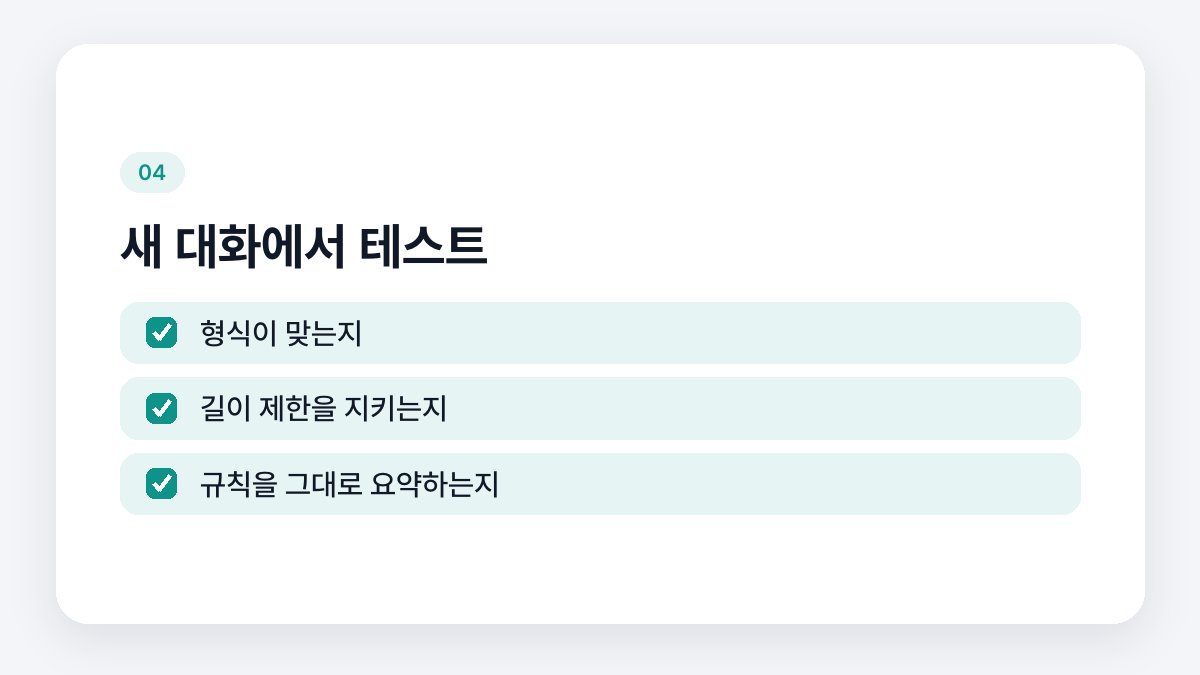 04
새 대화에서 테스트
형식이 맞는지
길이 제한을 지키는지
규칙을 그대로 요약하는지